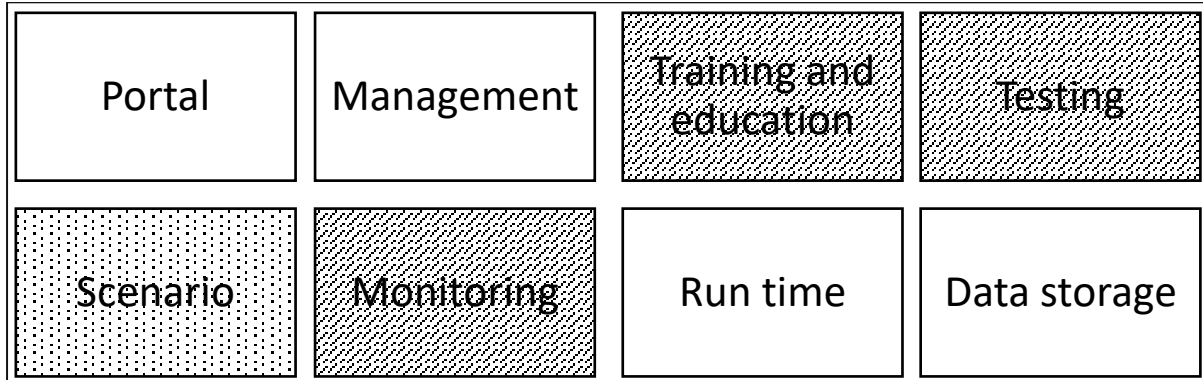 Portal
Management
Training and
education
Testing
Scenario
Monitoring
Run time
Data storage